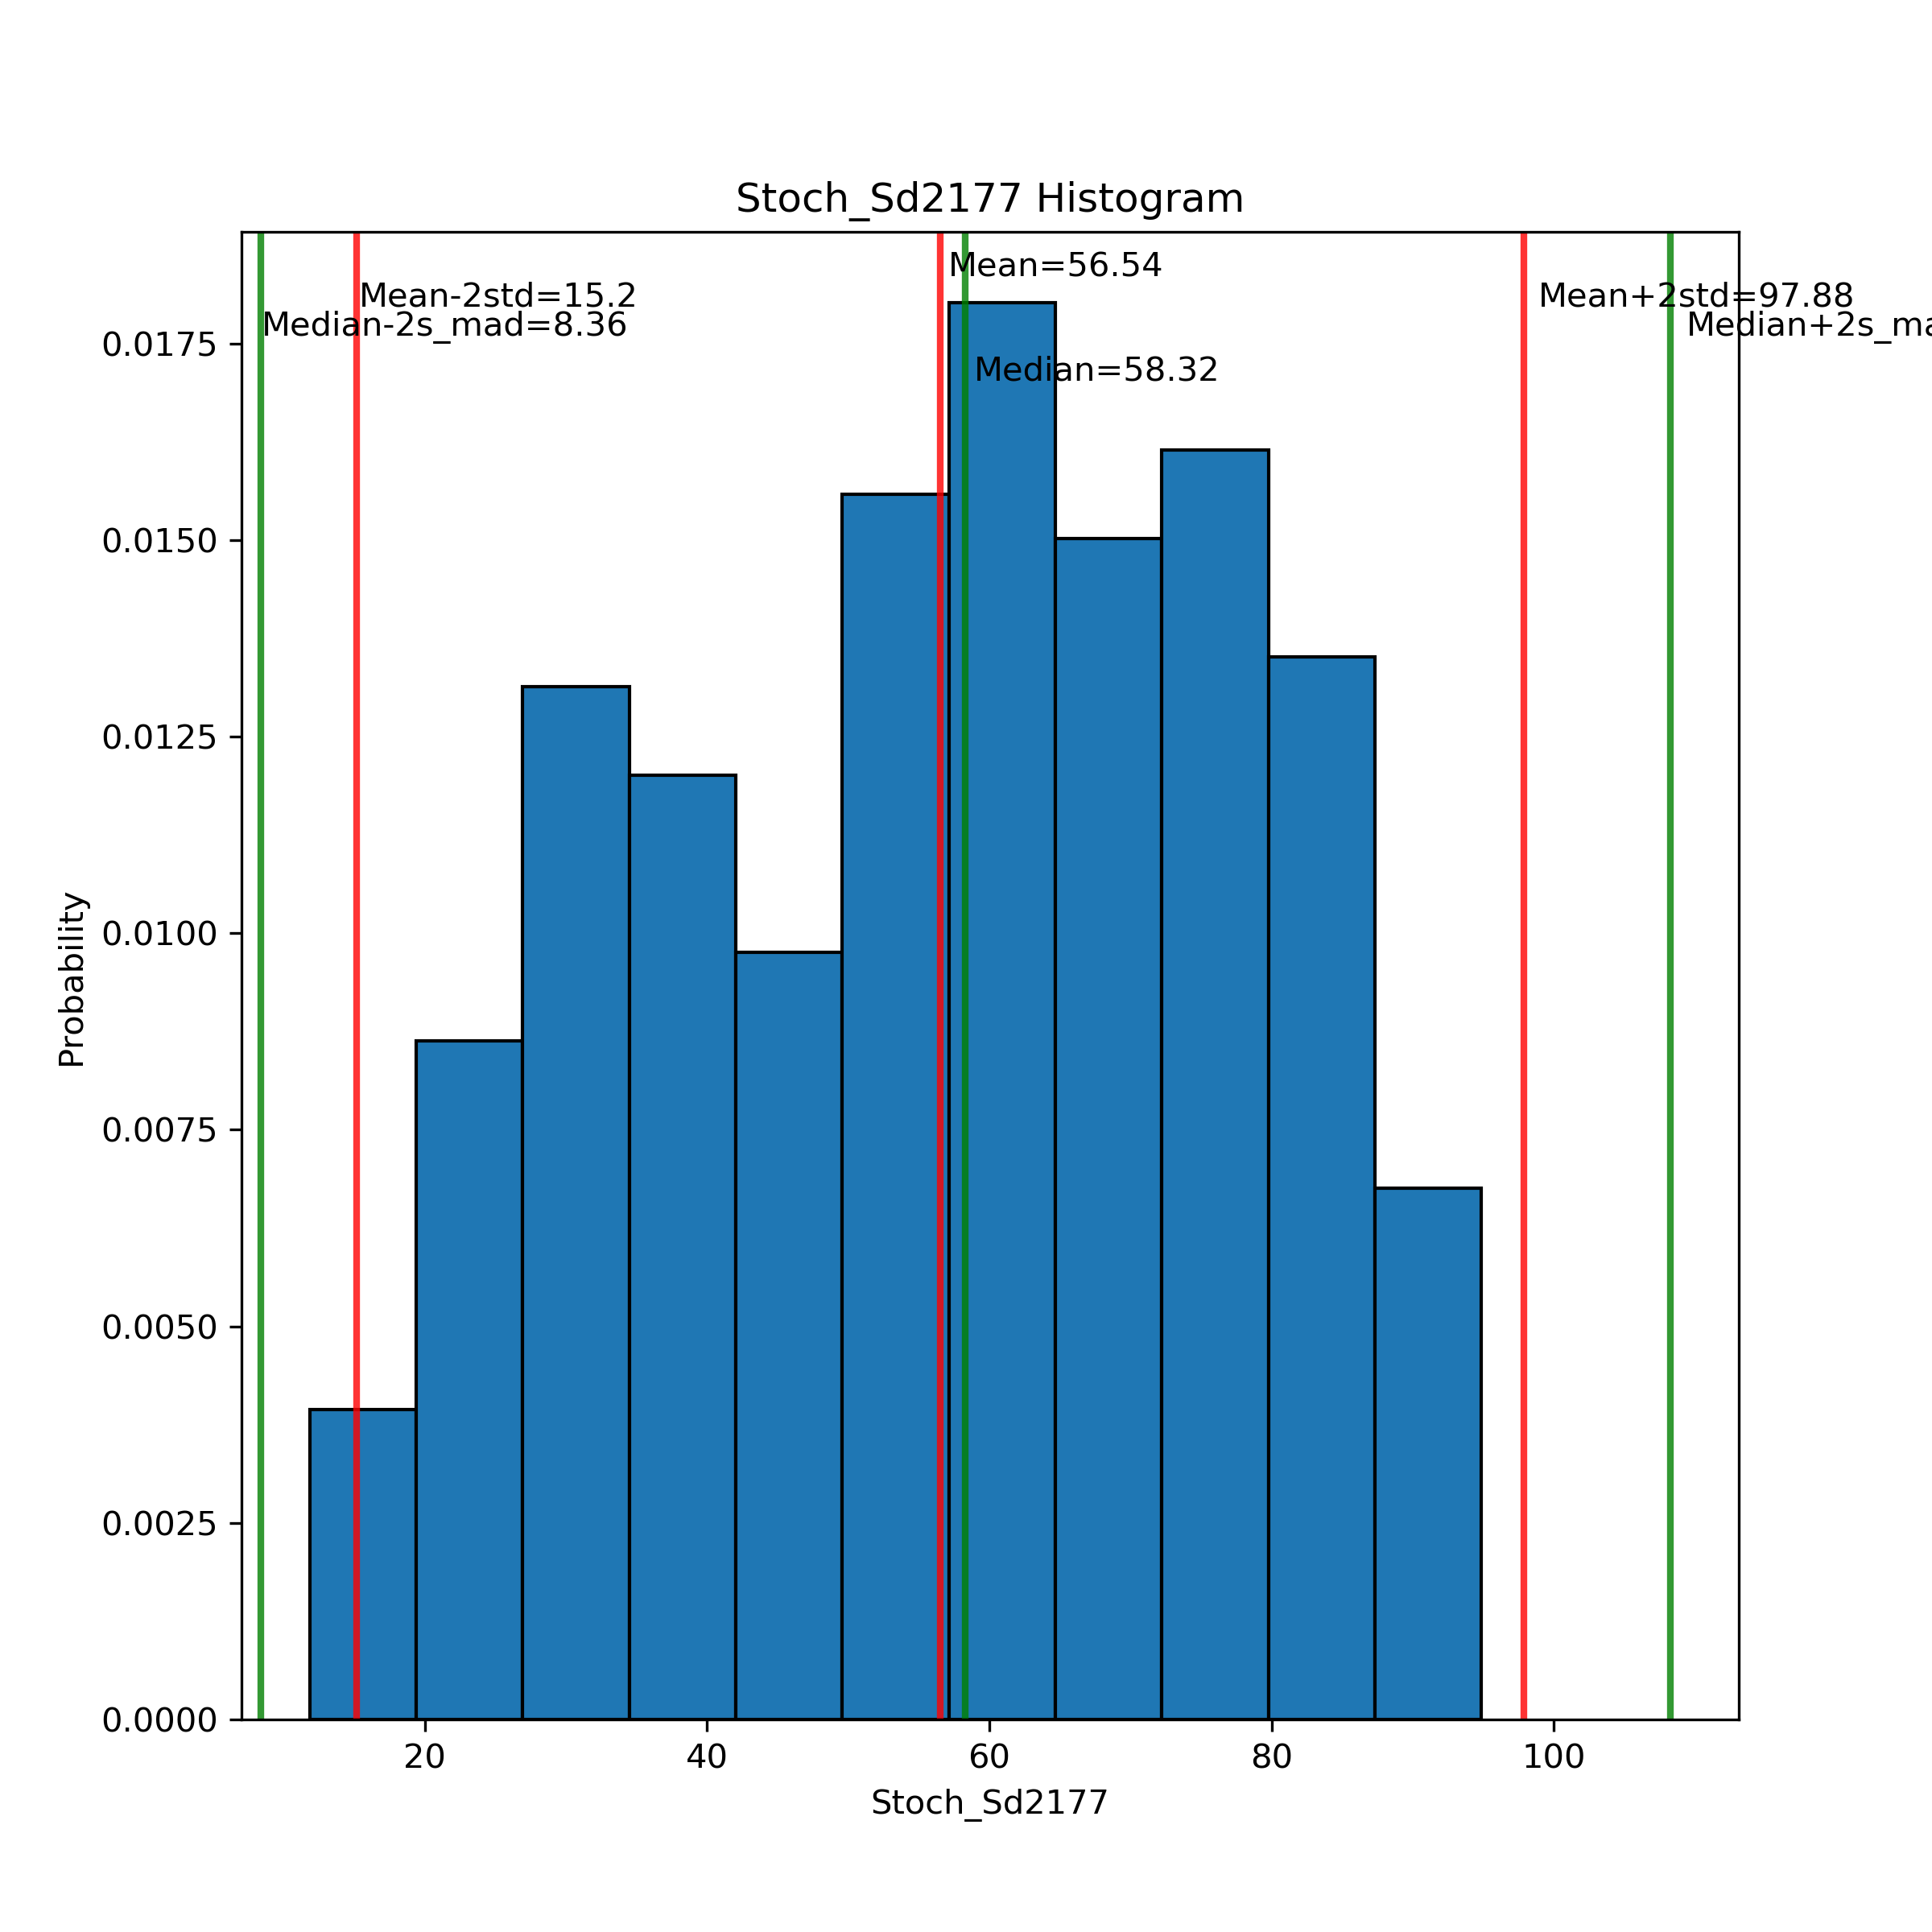 Stoch_Sd2177 Histogram
Mean=56.54
Mean-2std=15.2
Mean+2std=97.88
Median-2s_mad=8.36
Median=58.32
0.0175
0.0150
0.0125
0.0100
0.0075
0.0050
0.0025
0.0000
Probability
20 40 60 80 100
Stoch_Sd2177